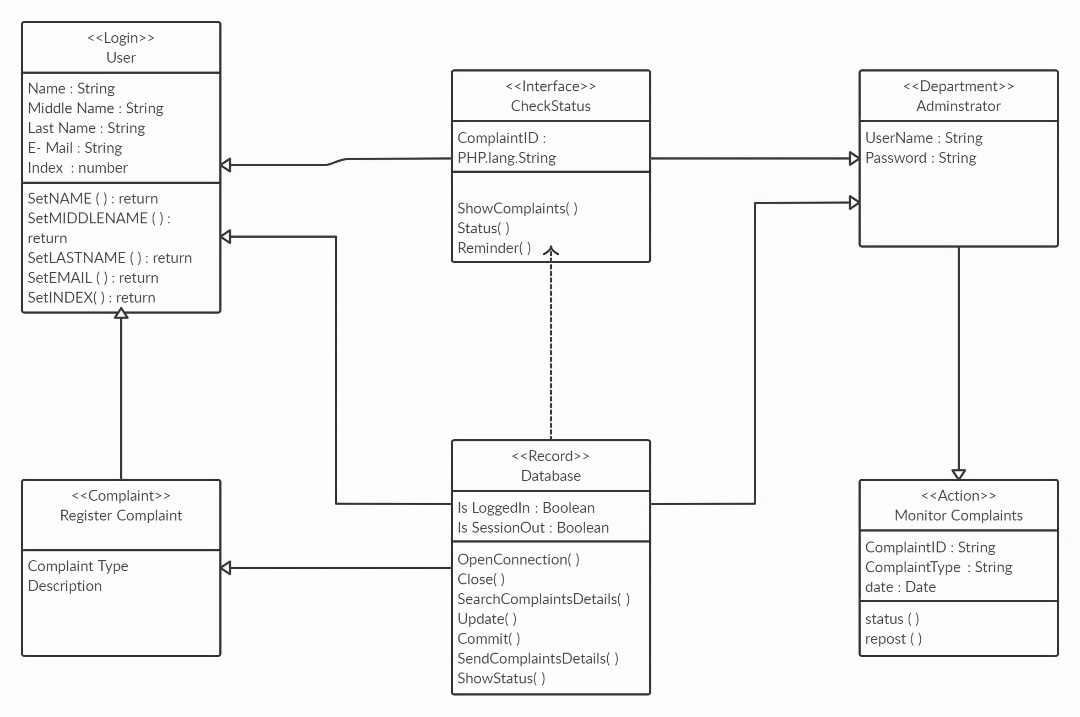 <<Login>>
User
Name : String
Middle Name : String
Last Name : String
E- Mail : String
Index : number
SetNAME ( ) : return
SetMIDDLENAME ( ) :
return
SetLASTNAME ( ) : return
SetEMAIL ( ) : return
SetINDEX( ) : return
<<Interface>>
CheckStatus
ComplaintID :
PHP.lang.String
ShowComplaints( )
Status( )
Reminder( )
<<Department>>
Adminstrator
UserName : String
Password : String
<<Complaint>>
Register Complaint
Complaint Type
Description
<<Record>>
Database
Is LoggedIn : Boolean
Is SessionOut : Boolean
OpenConnection( )
Close( )
SearchComplaintsDetails( )
Update( )
Commit( )
SendComplaintsDetails( )
ShowStatus( )
<<Action>>
Monitor Complaints
ComplaintID : String
ComplaintType : String
date : Date
status ( )
repost ( )